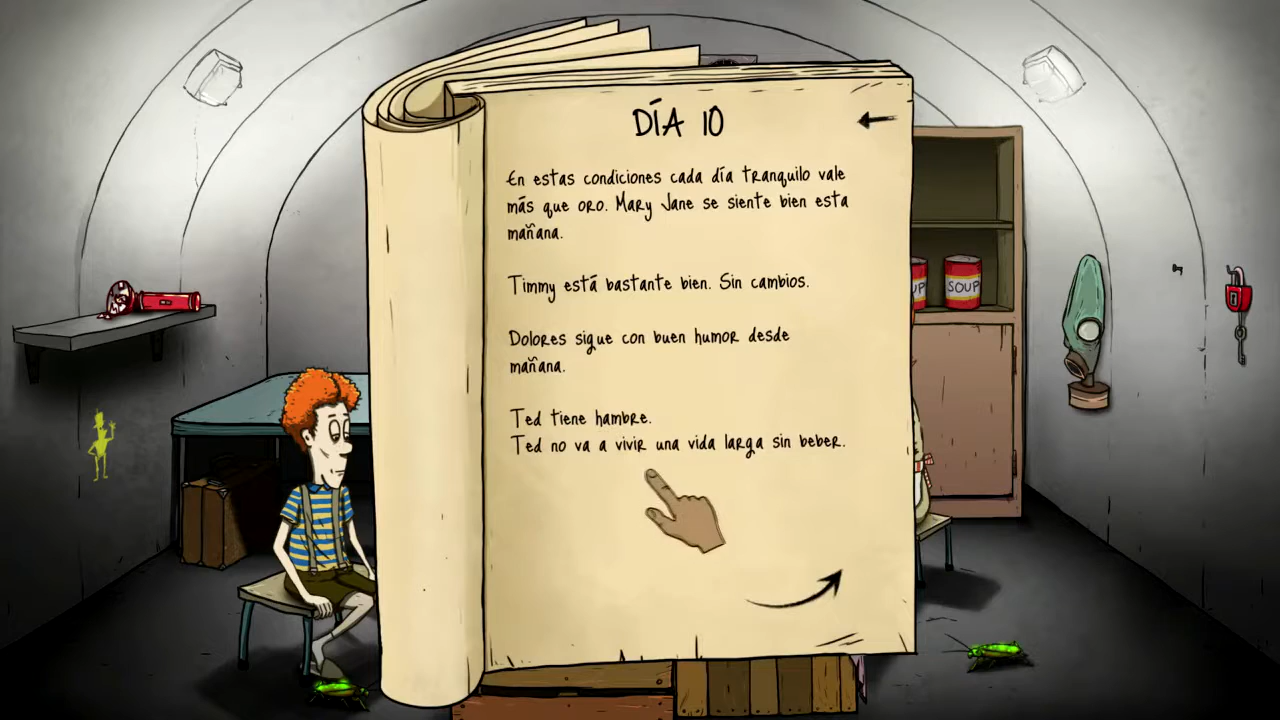 DÍA 10
En estas condiciones cada día tranquilo vale
más que oro. Mary Jane se siente bien esta
mañana.
Timmy está bastante bien. Sin cambios.
Dolores sigue con buen humor desde
mañana.
Ted tiene hambre.
Ted no va a vivir una vida larga sin beber.
UP
SOUP